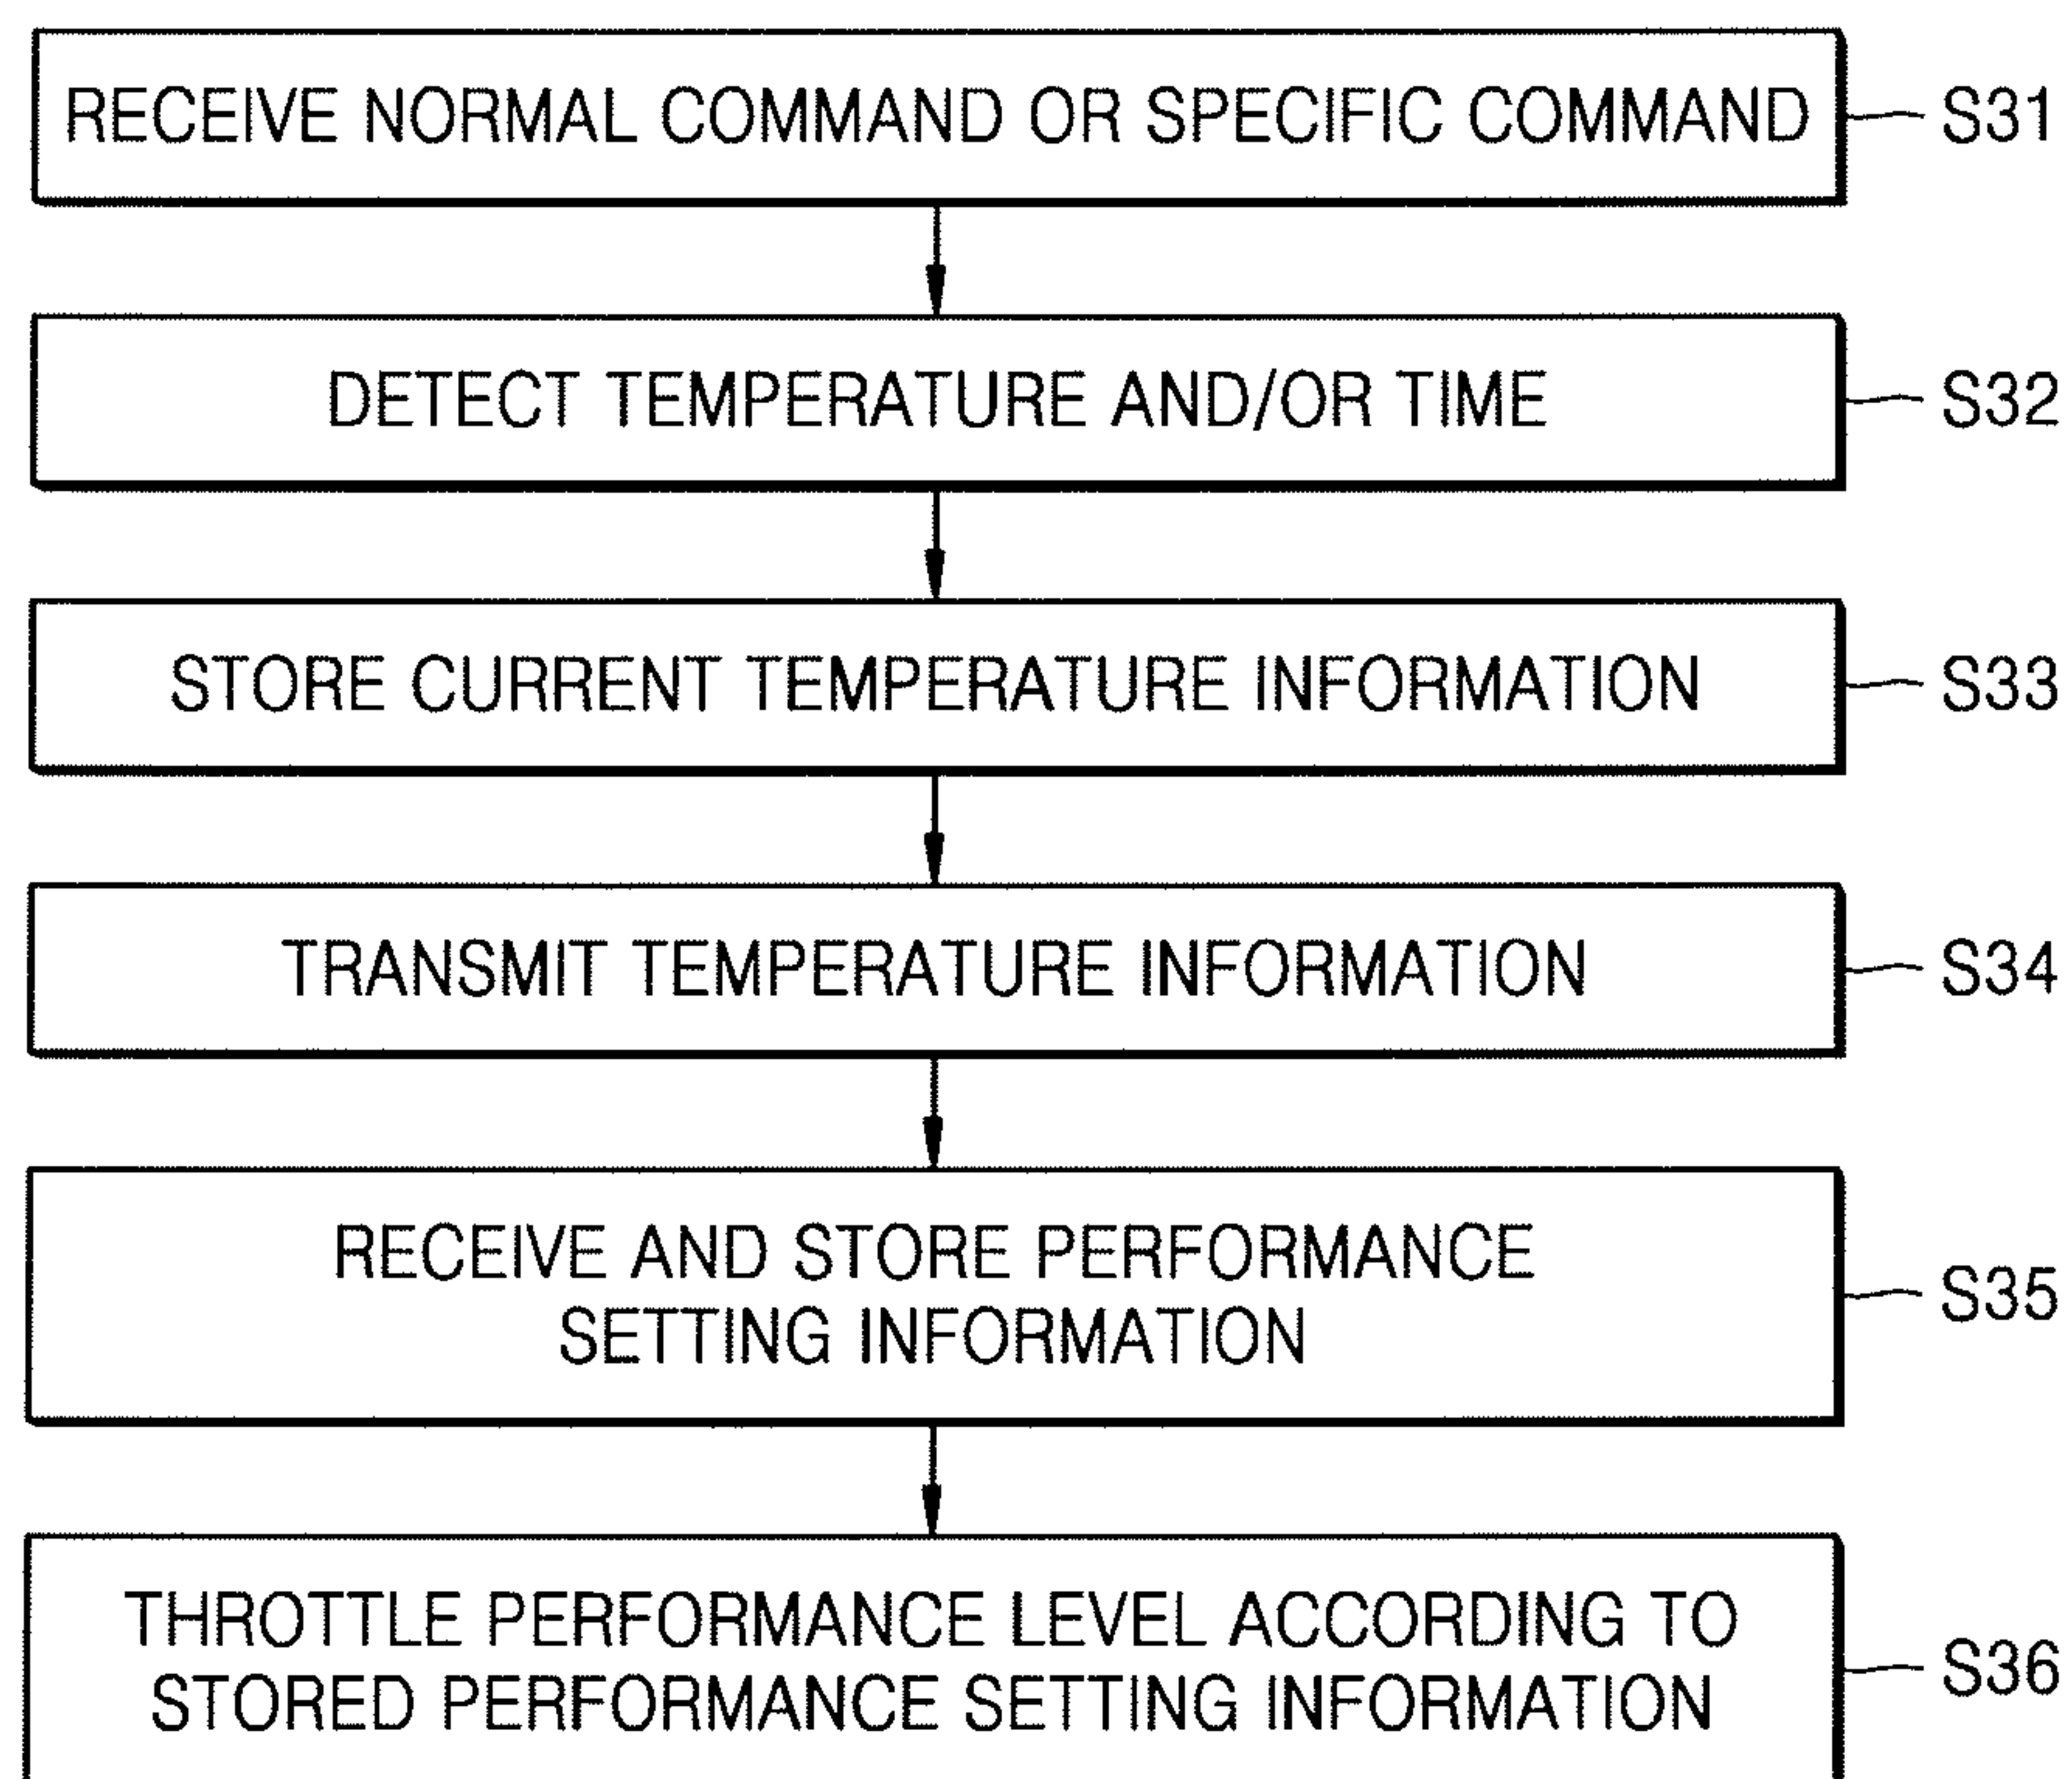 RECEIVE NORMAL COMMAND OR SPECIFIC COMMAND
S31
DETECT TEMPERATURE AND/OR TIME
S32
STORE CURRENT TEMPERATURE INFORMATION
S33
TRANSMIT TEMPERATURE INFORMATION
S34
RECEIVE AND STORE PERFORMANCE
SETTING INFORMATION
S35
THROTTLE PERFORMANCE LEVEL ACCORDING TO
STORED PERFORMANCE SETTING INFORMATION
S36